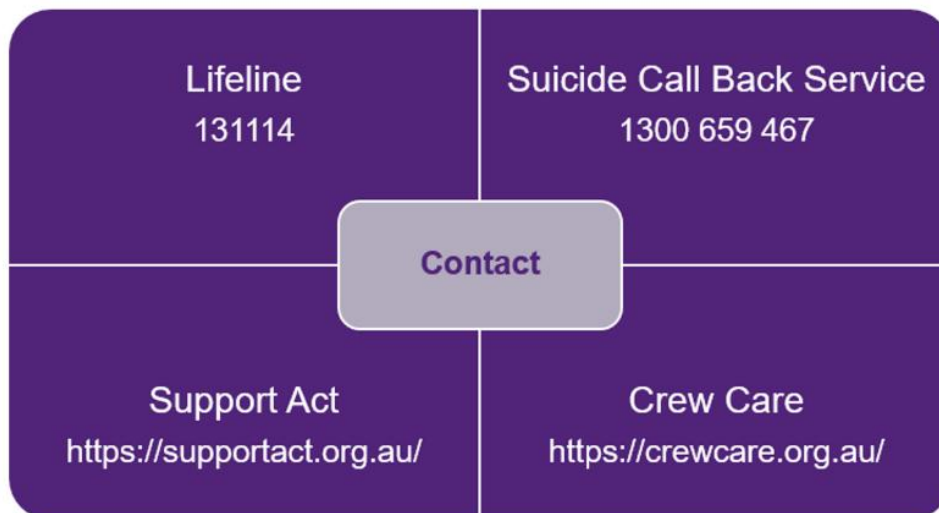 Lifeline
131114
Suicide Call Back Service
1300 659 467
Contact
Support Act
https://supportact.org.au/
Crew Care
https://crewcare.org.au/